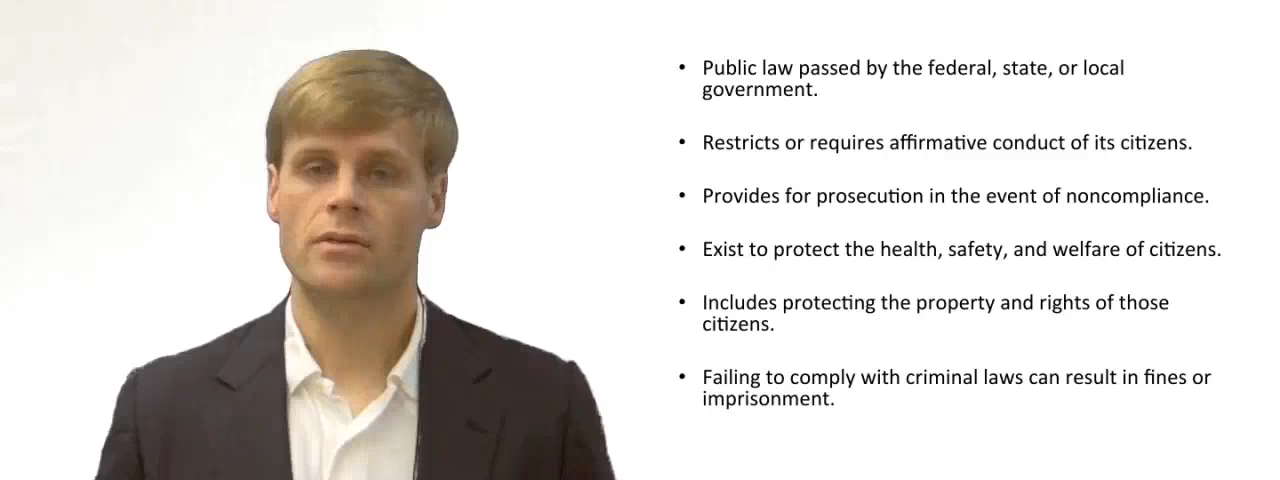 • Public law passed by the federal, state, or local
government.
• Restricts or requires affirmative conduct of its citizens.
• Provides for prosecution in the event of noncompliance.
• Exist to protect the health, safety, and welfare of citizens.
• Includes protecting the property and rights of those
citizens.
• Failing to comply with criminal laws can result in fines or
imprisonment.